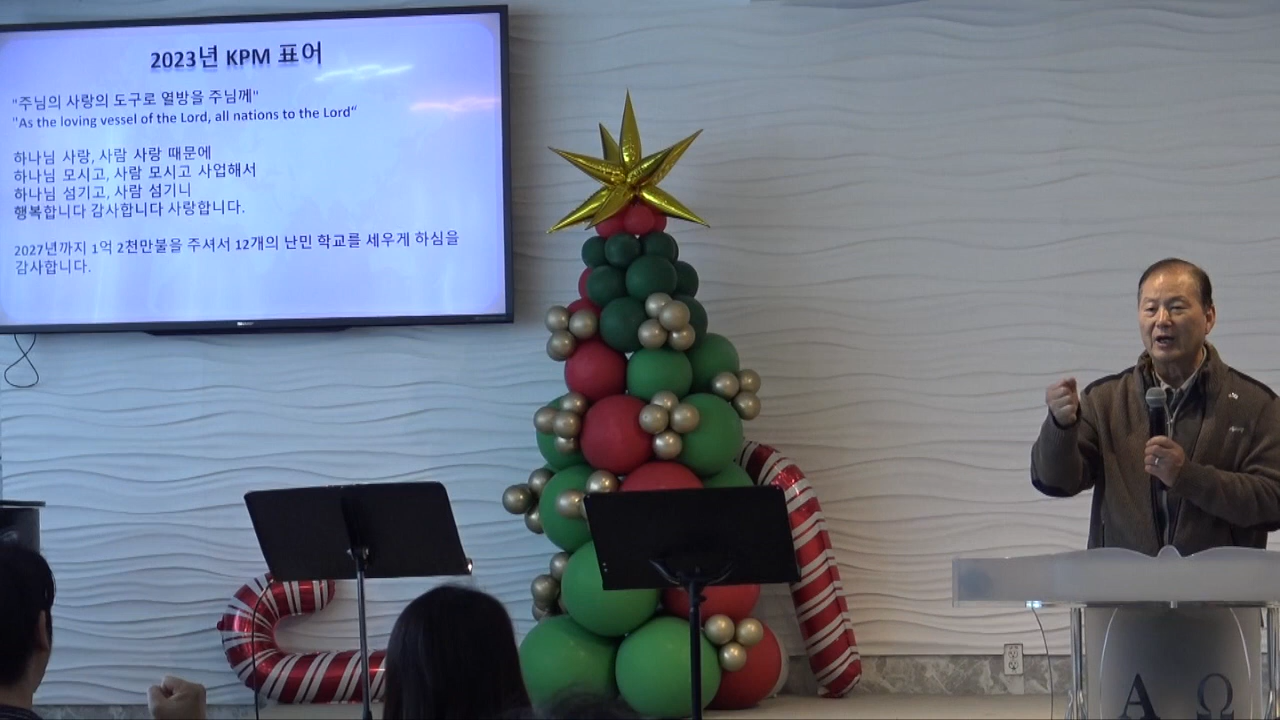 2023년 KPM 표어
"주님의 사랑의 도구로 열방을 주님께"
"As the loving vessel of the Lord, all nations to the Lord“
하나님 사랑, 사람 사랑 때문에
하나님 모시고, 사람 모시고 사업해서
하나님 섬기고, 사람 섬기니
행복합니다 감사합니다 사랑합니다.
2027년까지 1억 2천만불을 주셔서 12개의 난민 학교를 세우게 하심을
감사합니다.
Α Ω